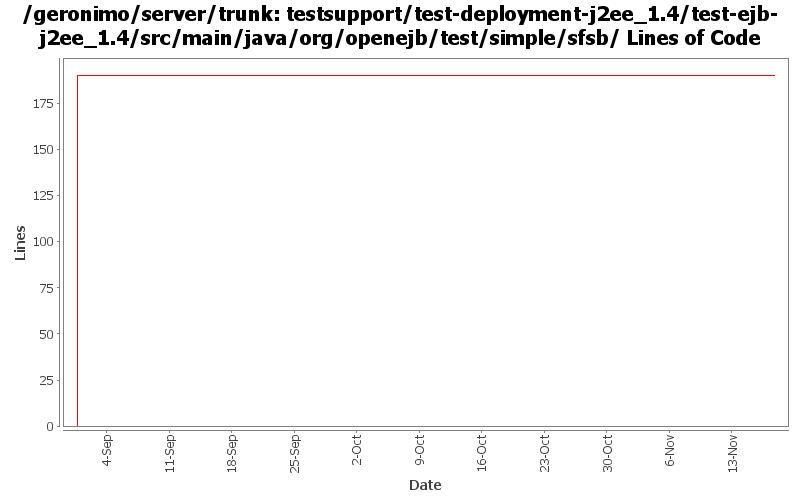 /geronimo/server/trunk: testsupport/test-deployment-j2ee_1.4/test-ejb-
j2ee_1.4/src/main/java/org/openejb/test/simple/sfsb/ Lines of Code
175
150
125
100
75
50
25
0
Lines
4-Sep
11-Sep
18-Sep
25-Sep
2-Oct
9-Oct
16-Oct
23-Oct
30-Oct
6-Nov
13-Nov
Date